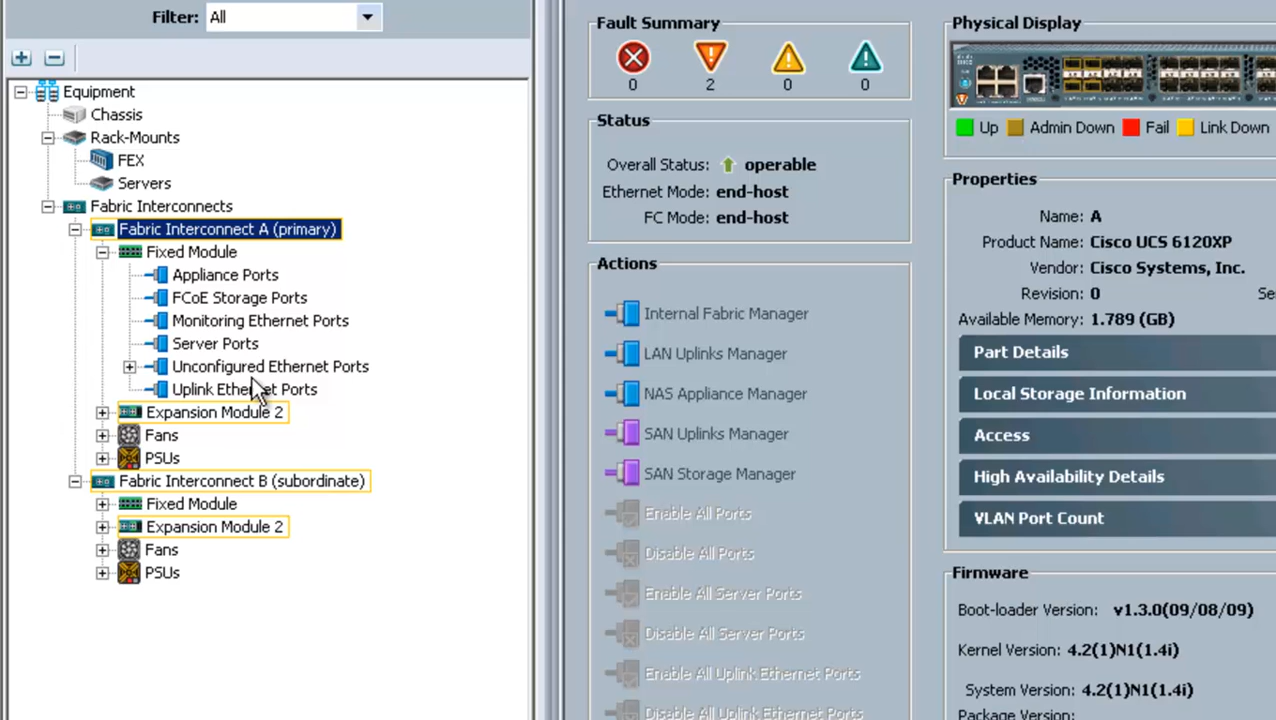 Filter: All
Equipment
Chassis
Rack-Mounts
FEX
Servers
Fabric Interconnects
Fabric Interconnect A (primary)
Fixed Module
Appliance Ports
FCoE Storage Ports
Monitoring Ethernet Ports
Server Ports
Unconfigured Ethernet Ports
Uplink Ethernet Ports
Expansion Module 2
Fans
PSUs
Fabric Interconnect B (subordinate)
Fixed Module
Expansion Module 2
Fans
PSUs
Fault Summary
0 2 0 0
Status
Overall Status: operable
Ethernet Mode: end-host
FC Mode: end-host
Actions
Internal Fabric Manager
LAN Uplinks Manager
NAS Appliance Manager
SAN Uplinks Manager
SAN Storage Manager
Enable All Ports
Disable All Ports
Enable All Server Ports
Disable All Server Ports
Enable All Uplink Ethernet Ports
Disable All Uplink Ethernet Ports
Physical Display
Up Admin Down Fail Link Down
Properties
Name: A
Product Name: Cisco UCS 6120XP
Vendor: Cisco Systems, Inc.
Revision: 0 Se
Available Memory: 1.789 (GB)
Part Details
Local Storage Information
Access
High Availability Details
VLAN Port Count
Firmware
Boot-loader Version: v1.3.0(09/08/09)
Kernel Version: 4.2(1)N1(1.4i)
System Version: 4.2(1)N1(1.4i)
Package Version: